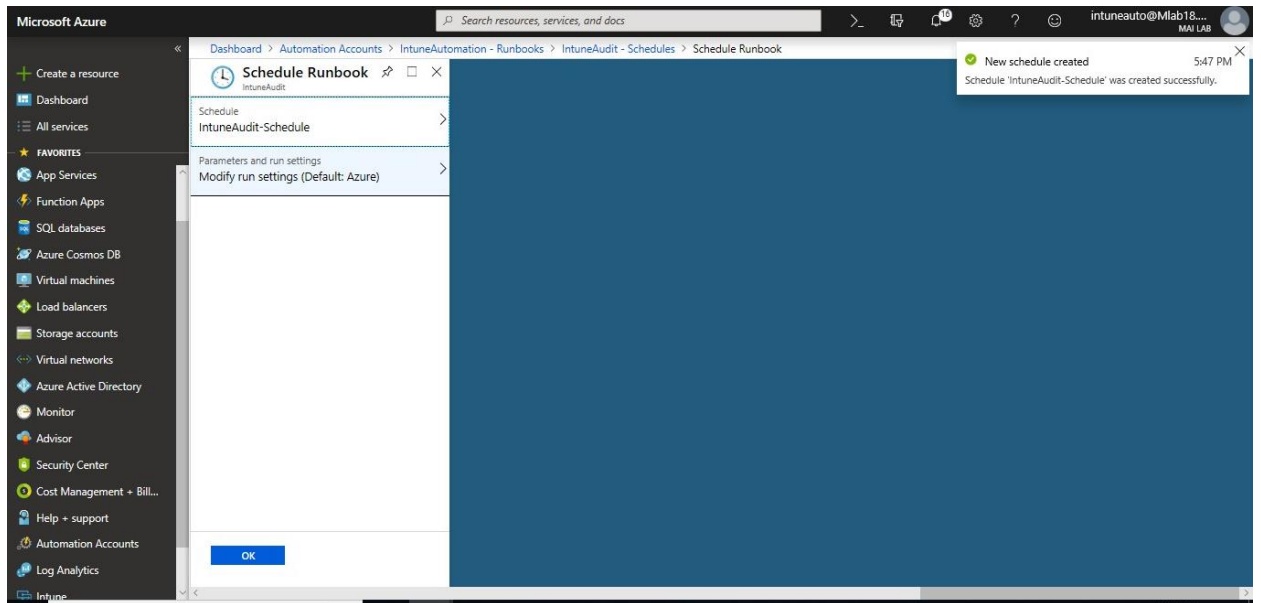 Microsoft Azure
Search resources, services, and docs
16
intuneauto@Mlab18....
MAI LAB
Dashboard > Automation Accounts > IntuneAutomation - Runbooks > IntuneAudit - Schedules > Schedule Runbook
New schedule created
5:47 PM
Schedule 'IntuneAudit-Schedule' was created successfully.
Create a resource
Dashboard
All services
FAVORITES
App Services
Function Apps
SQL databases
Azure Cosmos DB
Virtual machines
Load balancers
Storage accounts
Virtual networks
Azure Active Directory
Monitor
Advisor
Security Center
Cost Management + Bill...
Help + support
Automation Accounts
Log Analytics
Intune
Schedule Runbook
IntuneAudit
Schedule
IntuneAudit-Schedule
Parameters and run settings
Modify run settings (Default: Azure)
OK